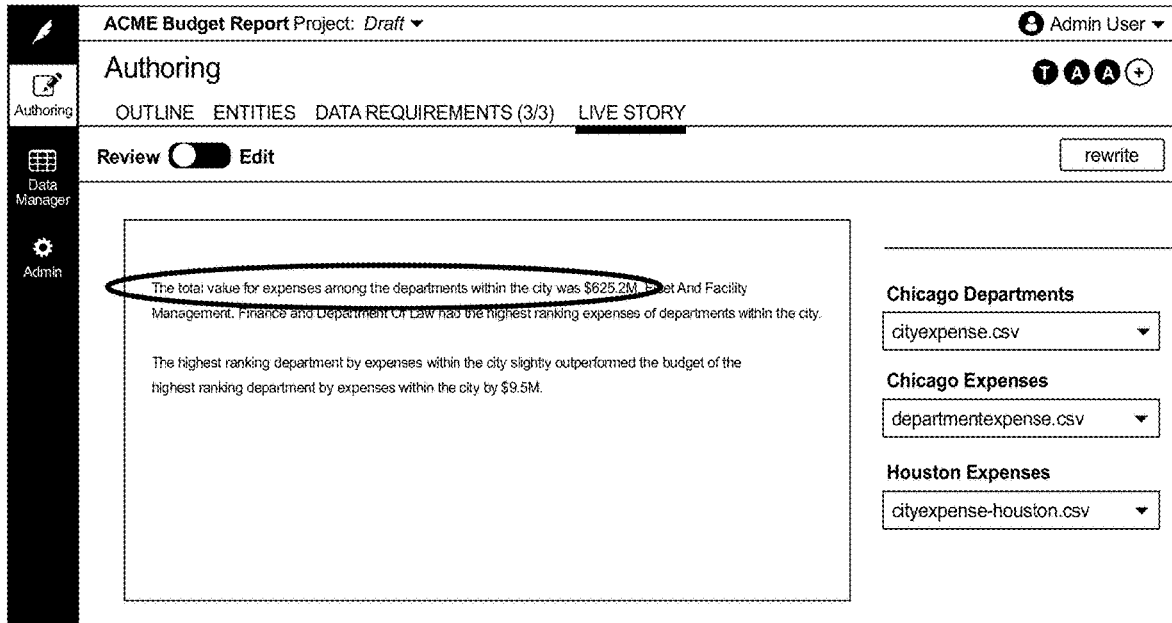 ACME Budget Report Project: Draft
Admin User
Authoring
T A A +
Authoring
OUTLINE ENTITIES DATA REQUIREMENTS (3/3) LIVE STORY
Review Edit
rewrite
Data
Manager
Admin
The total value for expenses among the departments within the city was $625.2M. And Facility
Management. Finance and Department Of Law had the highest ranking expenses of departments within the city.
The highest ranking department by expenses within the city slightly outperformed the budget of the
highest ranking department by expenses within the city by $9.5M.
Chicago Departments
cityexpense.csv
Chicago Expenses
departmentexpense.csv
Houston Expenses
cityexpense-houston.csv